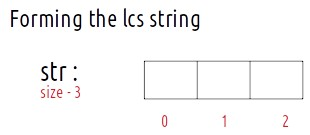 Forming the lcs string
str :
size - 3
0 1 2